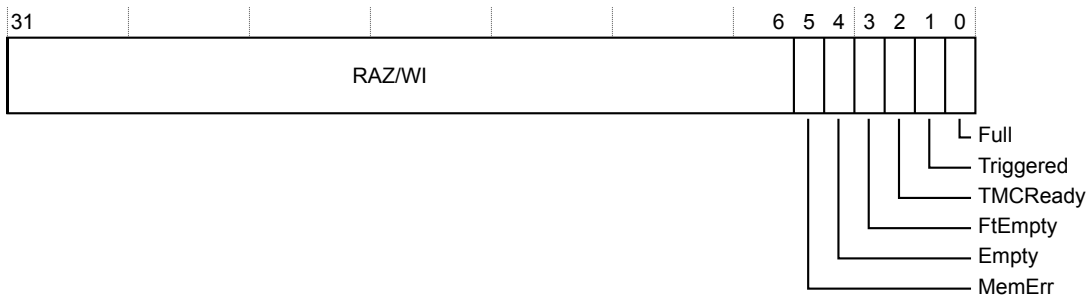 31 6 5 4 3 2 1 0
RAZ/WI
Full
Triggered
TMCReady
FtEmpty
Empty
MemErr